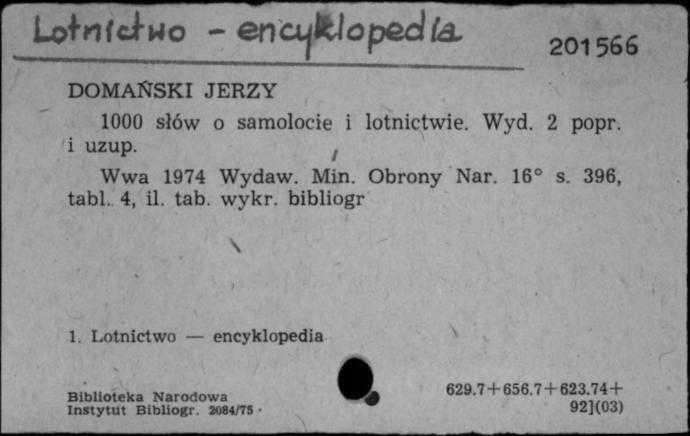 Lotnictwo - encyklopedia
201566
DOMAŃSKI JERZY
1000 słów o samolocie i lotnictwie. Wyd. 2 popr.
i uzup.
Wwa 1974 Wydaw. Min. Obrony Nar. 16° s. 396,
tabl. 4, il. tab. wykr. bibliogr
1. Lotnictwo — encyklopedia
Biblioteka Narodowa
Instytut Bibliogr. 2084/75
629.7+656.7+623.74+
92](03)